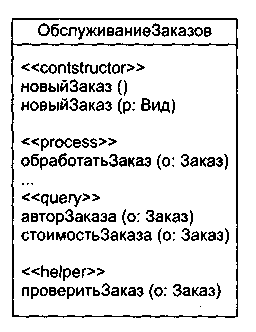 ОбслуживаниеЗаказов
<<contstructor>>
новыйЗаказ ()
новыйЗаказ (р: Вид)
<<process>>
обработатьЗаказ (о: Заказ)
...
<<query>>
авторЗаказа (о: Заказ)
стоимостьЗаказа (о: Заказ)
<<helper>>
проверитьЗаказ (о: Заказ)